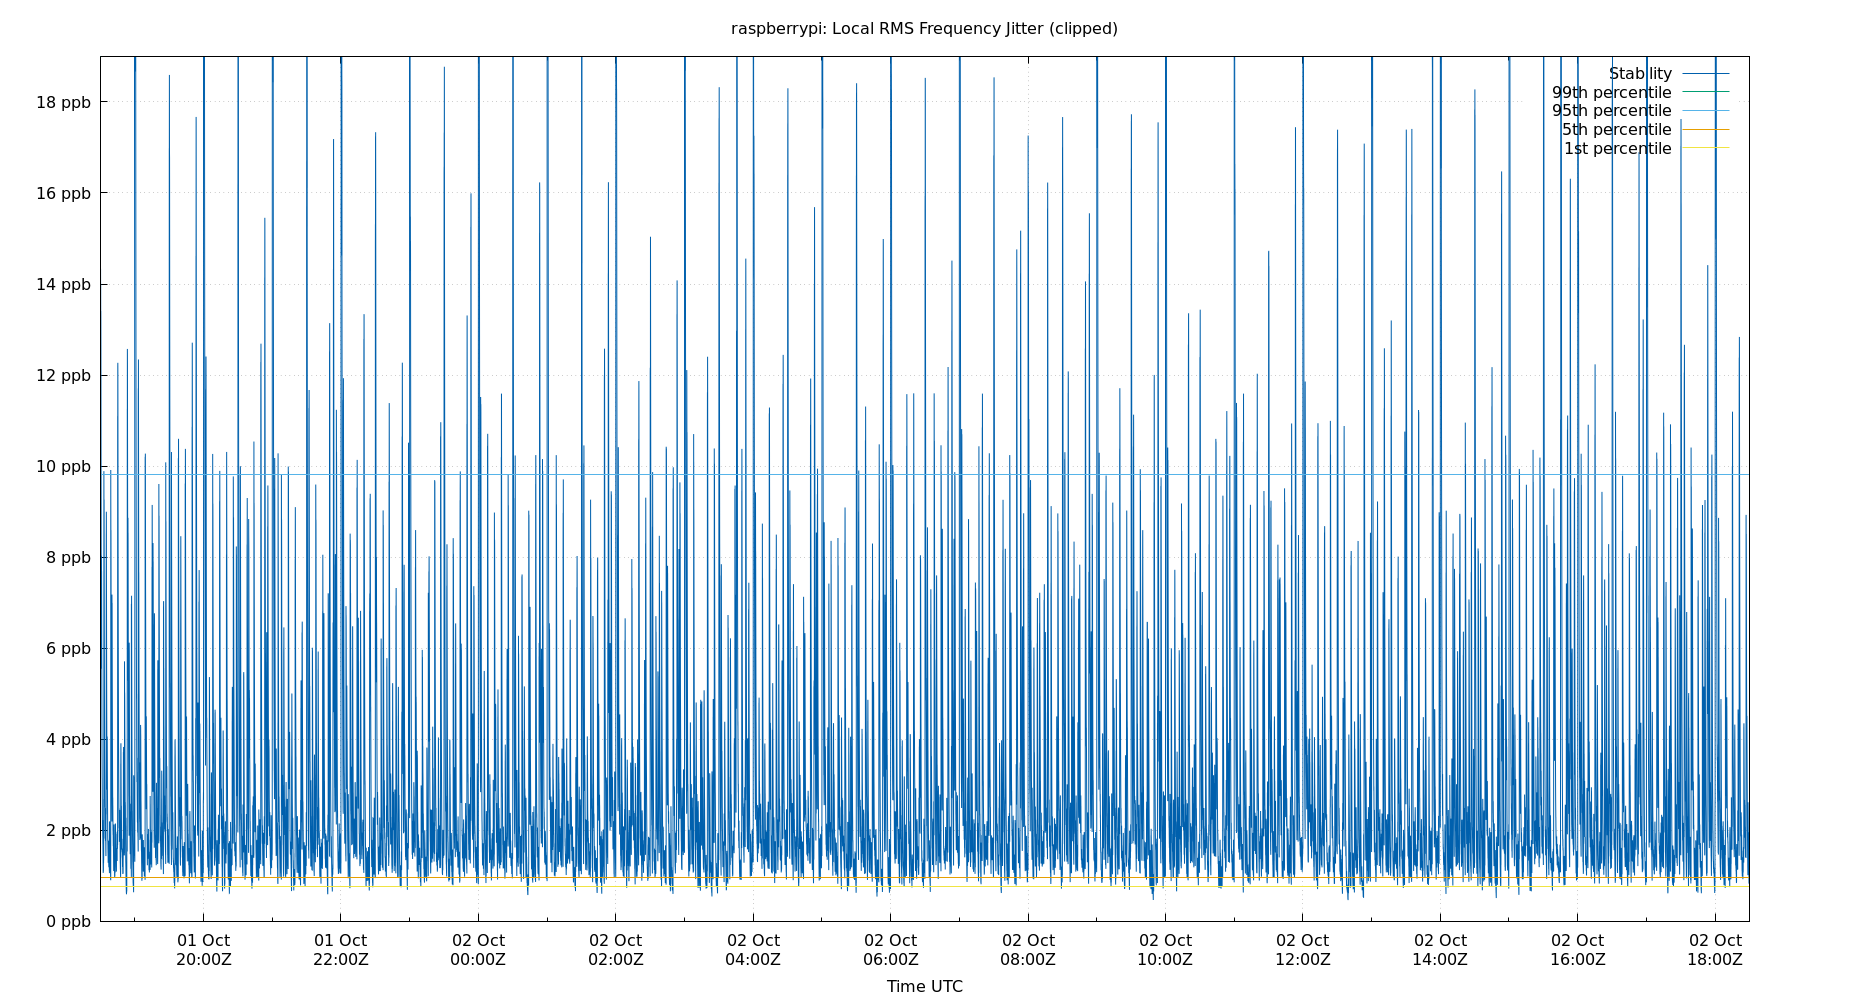 raspberrypi: Local RMS Frequency Jitter (clipped)
Stability
99th percentile
95th percentile
5th percentile
1st percentile
18 ppb
16 ppb
14 ppb
12 ppb
10 ppb
8 ppb
6 ppb
4 ppb
2 ppb
0 ppb
01 Oct 01 Oct 02 Oct 02 Oct 02 Oct 02 Oct 02 Oct 02 Oct 02 Oct 02 Oct 02 Oct 02 Oct
20:00Z 22:00Z 00:00Z 02:00Z 04:00Z 06:00Z 08:00Z 10:00Z 12:00Z 14:00Z 16:00Z 18:00Z
Time UTC